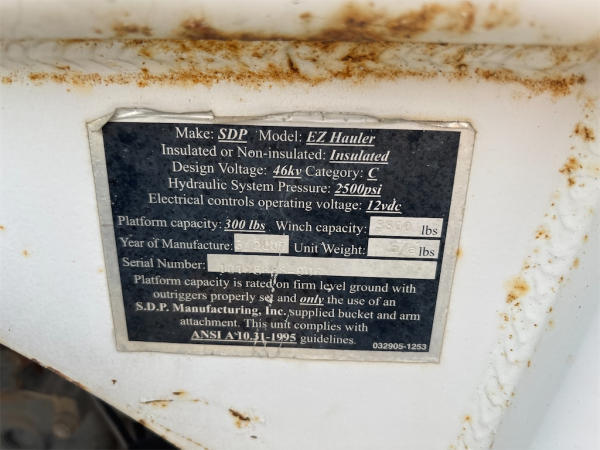 Make: SDP Model: EZ Hauler
Insulated or Non-insulated: Insulated
Design Voltage: 46kv Category: C
Hydraulic System Pressure: 2500psi
Electrical controls operating voltage: 12vdc
Platform capacity: 300 lbs Winch capacity: lbs
Year of Manufacture: Unit Weight: lbs
Serial Number:
Platform capacity is rated on firm level ground with
outriggers properly set and only the use of an
S.D.P. Manufacturing, Inc. supplied bucket and arm
attachment. This unit complies with
ANSI A 10.31-1995 guidelines.
032905-1253